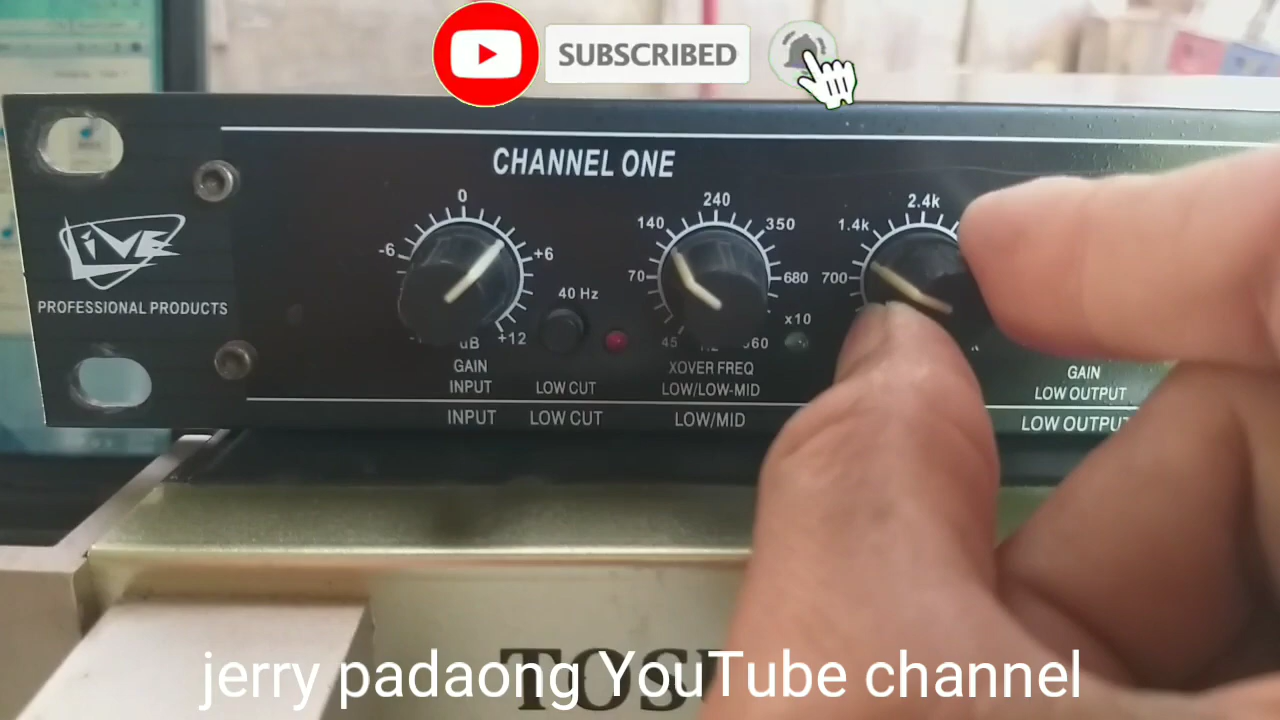 SUBSCRIBED
CHANNEL ONE
LiVE
PROFESSIONAL PRODUCTS
-6 0 +6 +12
dB
GAIN
INPUT
INPUT
40 Hz
LOW CUT
LOW CUT
45 70 140 240 350 680
x10
XOVER FREQ
LOW/LOW-MID
LOW/MID
700 1.4k 2.4k
GAIN
LOW OUTPUT
LOW OUTPUT
jerry padaong YouTube channel